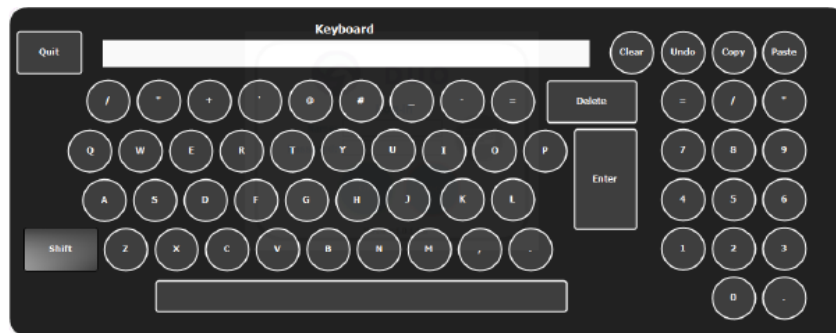 Keyboard
Quit Clear Undo Copy Paste
/ * + ' @ # _ - = Delete = / *
Q W E R T Y U I O P Enter 7 8 9
A S D F G H J K L 4 5 6
Shift Z X C V B N M , . 1 2 3
0 .